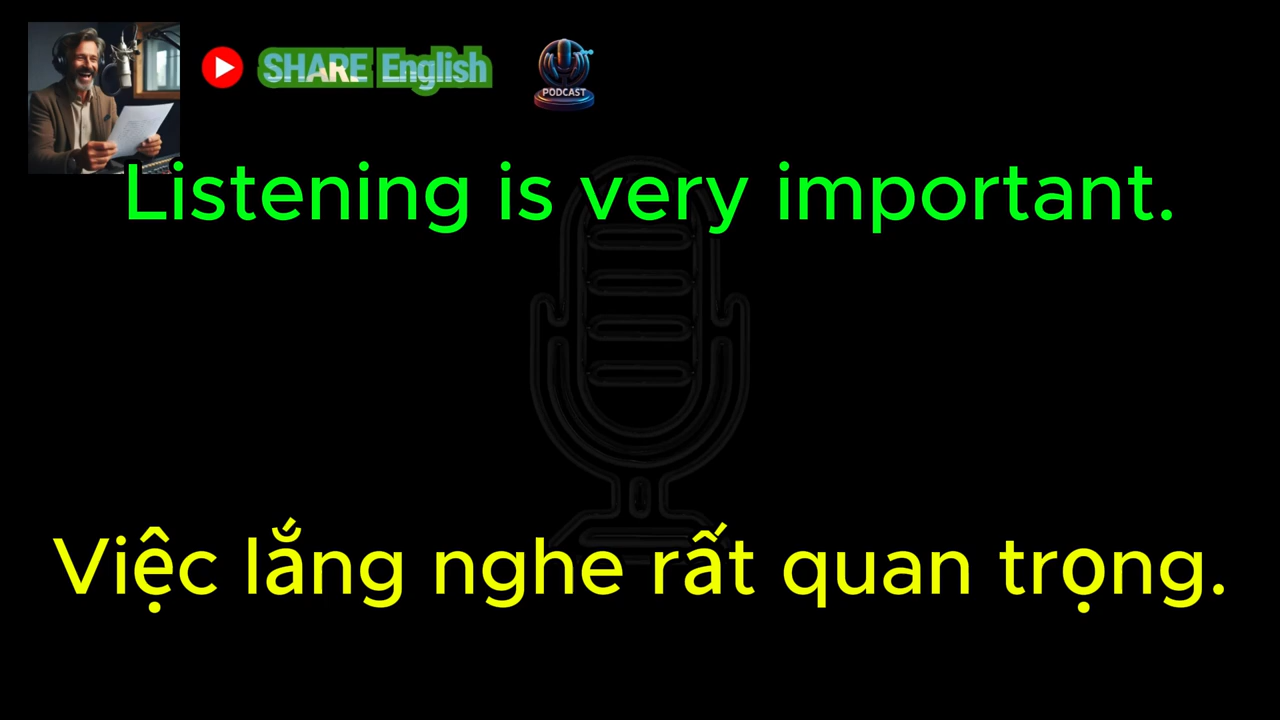 SHARE English
PODCAST
Listening is very important.
Việc lắng nghe rất quan trọng.